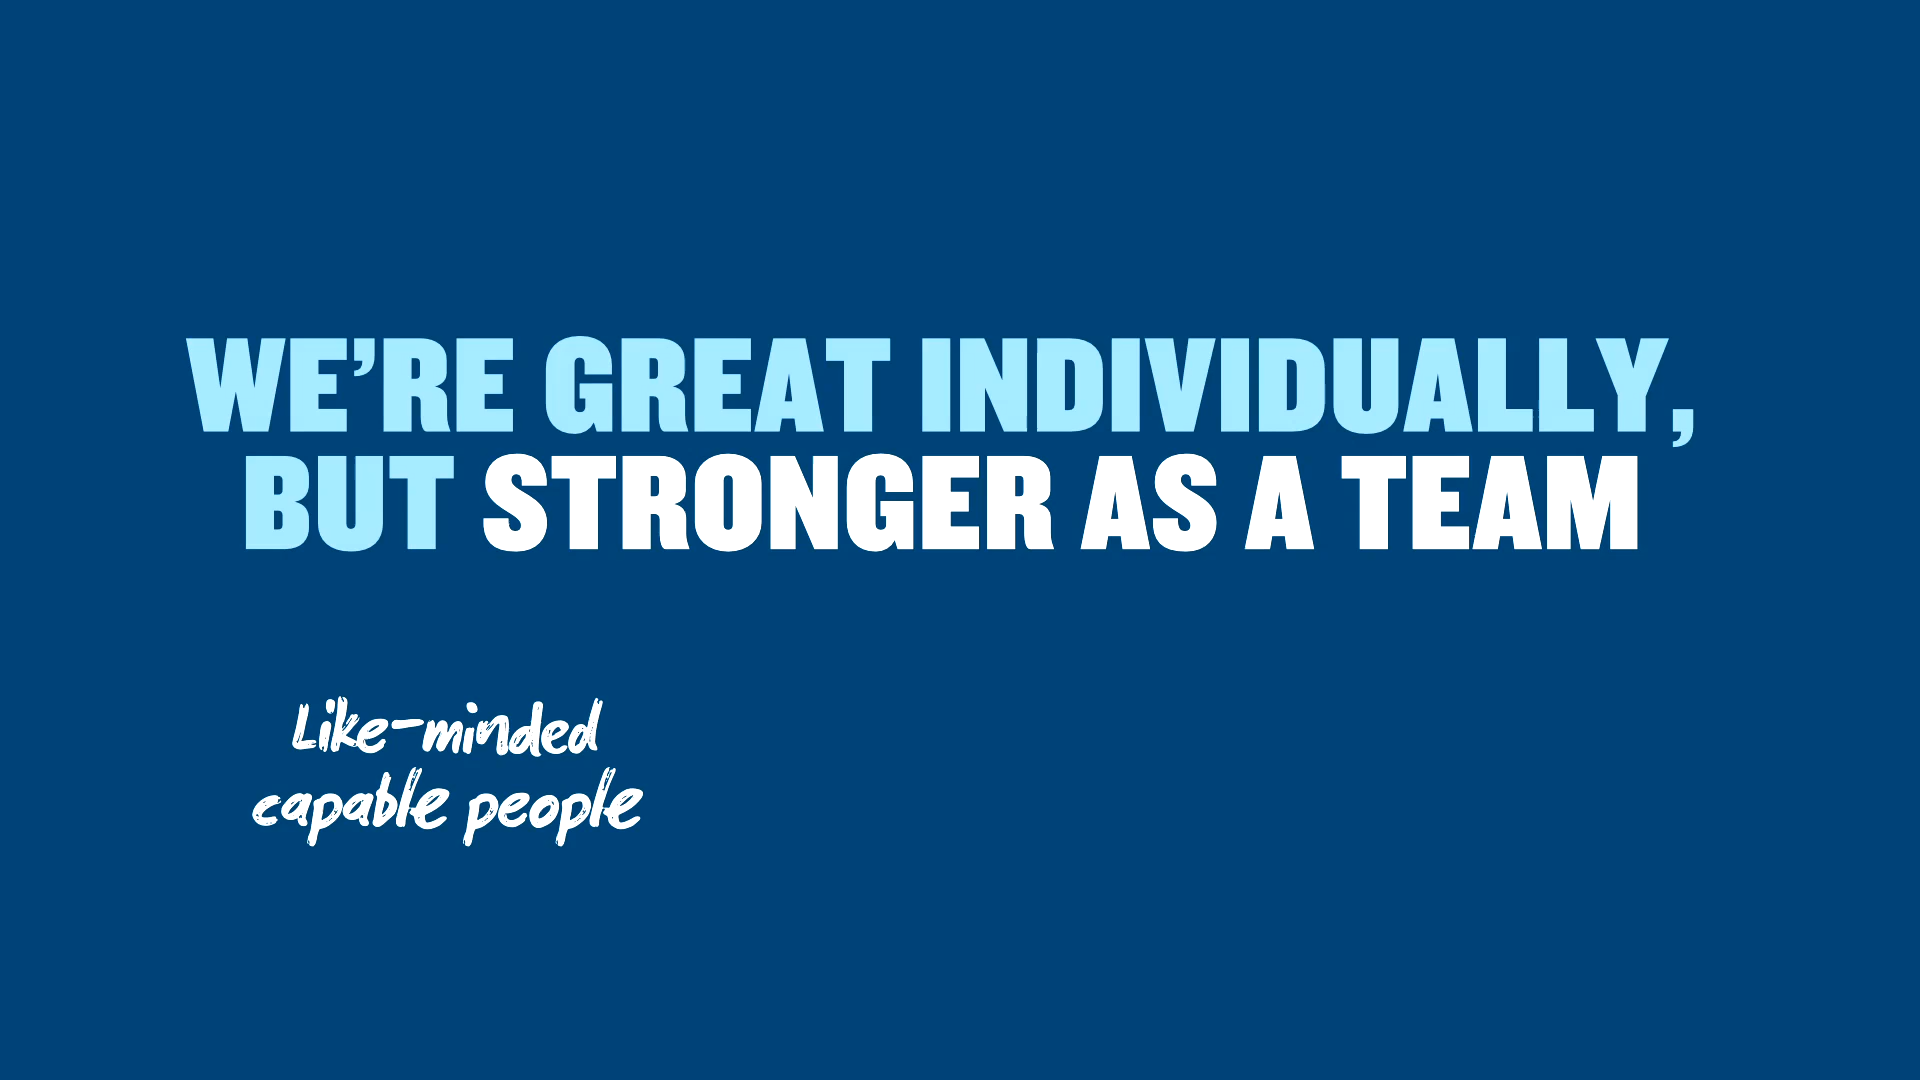 WE’RE GREAT INDIVIDUALLY,
BUT STRONGER AS A TEAM
Like-minded
capable people